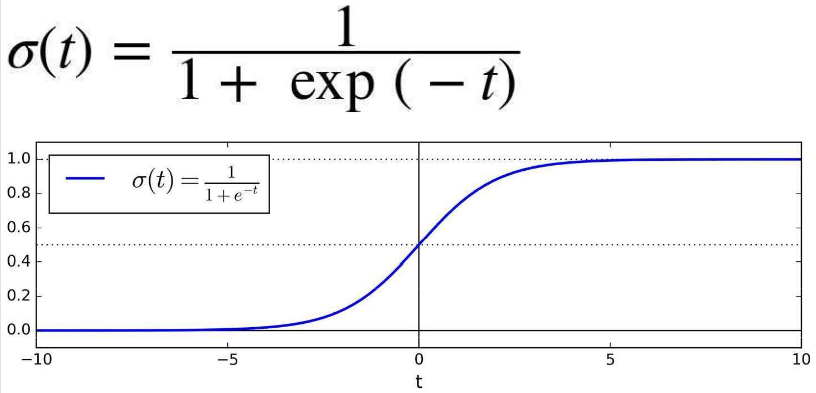 σ(t) = 1 / (1 + exp (− t))
1.0
σ(t) = 1 / (1+e^{−t})
0.8
0.6
0.4
0.2
0.0
−10 −5 0 5 10
t